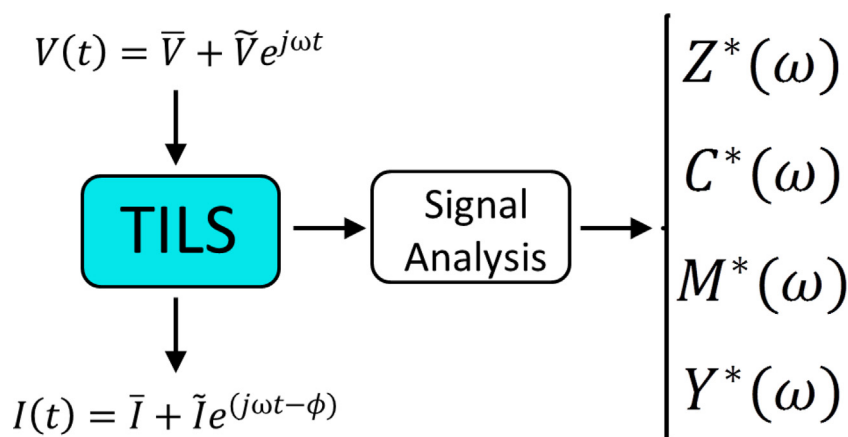 V(t) = V̅ + Ṽe^{jωt}
TILS
Signal
Analysis
I(t) = I̅ + Ĩe^{(jωt−ϕ)}
Z*(ω)
C*(ω)
M*(ω)
Y*(ω)